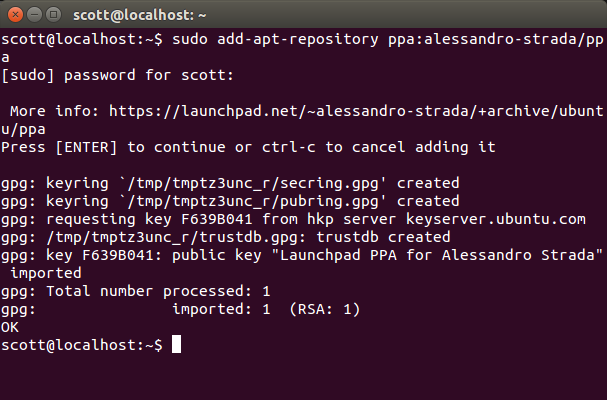 scott@localhost: ~
scott@localhost:~$ sudo add-apt-repository ppa:alessandro-strada/pp
a
[sudo] password for scott:
More info: https://launchpad.net/~alessandro-strada/+archive/ubunt
u/ppa
Press [ENTER] to continue or ctrl-c to cancel adding it
gpg: keyring `/tmp/tmptz3unc_r/secring.gpg' created
gpg: keyring `/tmp/tmptz3unc_r/pubring.gpg' created
gpg: requesting key F639B041 from hkp server keyserver.ubuntu.com
gpg: /tmp/tmptz3unc_r/trustdb.gpg: trustdb created
gpg: key F639B041: public key "Launchpad PPA for Alessandro Strada"
imported
gpg: Total number processed: 1
gpg:               imported: 1  (RSA: 1)
OK
scott@localhost:~$